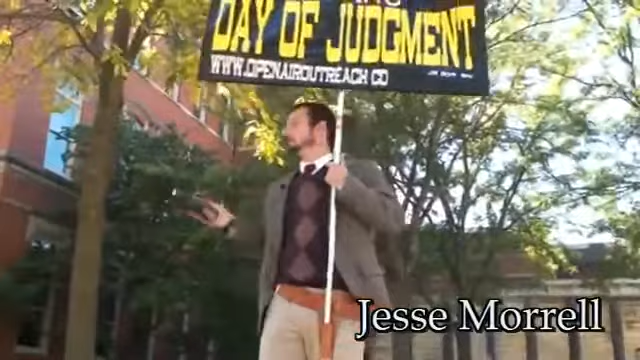 DAY OF JUDGMENT
WWW.OPENAIROUTREACH.CO
Jesse Morrell